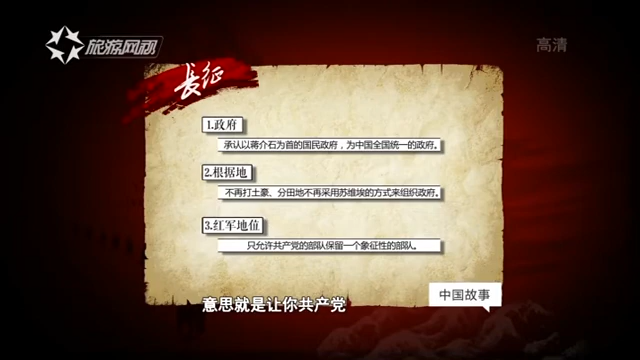 旅游网视
高清
長征
1.政府
承认以蒋介石为首的国民政府，为中国全国统一的政府。
2.根据地
不再打土豪、分田地不再采用苏维埃的方式来组织政府。
3.红军地位
只允许共产党的部队保留一个象征性的部队。
中国故事
意思就是让你共产党